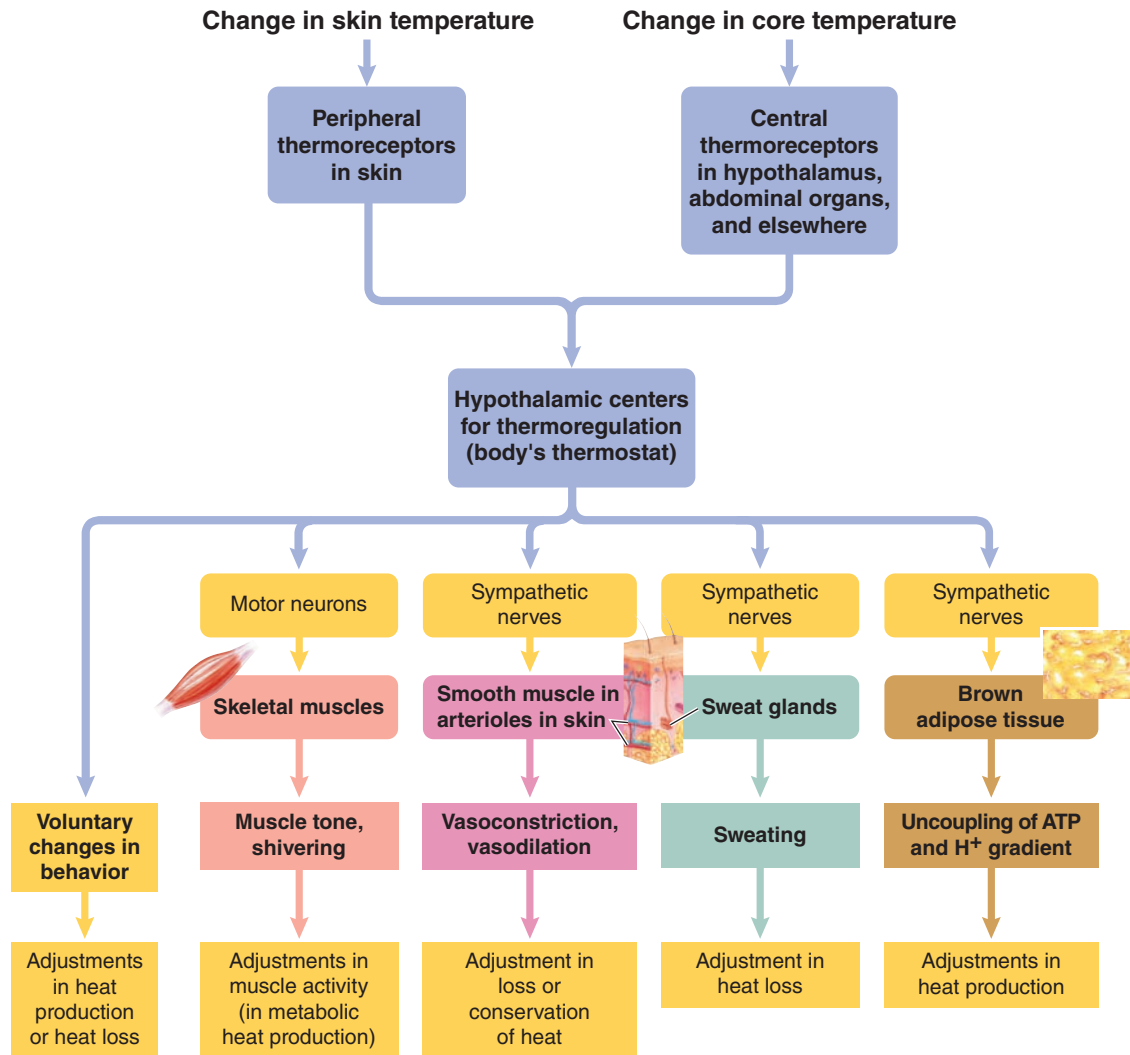 Change in skin temperature
Change in core temperature
Peripheral
thermoreceptors
in skin
Central
thermoreceptors
in hypothalamus,
abdominal organs,
and elsewhere
Hypothalamic centers
for thermoregulation
(body's thermostat)
Motor neurons
Sympathetic
nerves
Sympathetic
nerves
Sympathetic
nerves
Skeletal muscles
Smooth muscle in
arterioles in skin
Sweat glands
Brown
adipose tissue
Voluntary
changes in
behavior
Muscle tone,
shivering
Vasoconstriction,
vasodilation
Sweating
Uncoupling of ATP
and H⁺ gradient
Adjustments
in heat
production
or heat loss
Adjustments in
muscle activity
(in metabolic
heat production)
Adjustment in
loss or
conservation
of heat
Adjustment in
heat loss
Adjustments in
heat production